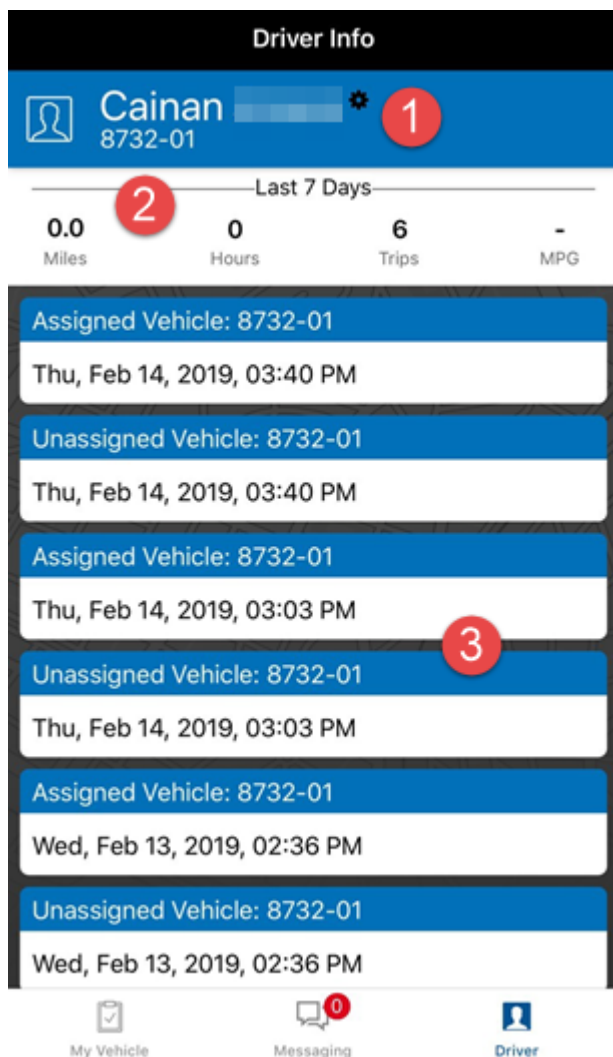 Driver Info
Cainan
1
8732-01
2
Last 7 Days
0.0 0 6 -
Miles Hours Trips MPG
Assigned Vehicle: 8732-01
Thu, Feb 14, 2019, 03:40 PM
Unassigned Vehicle: 8732-01
Thu, Feb 14, 2019, 03:40 PM
Assigned Vehicle: 8732-01
Thu, Feb 14, 2019, 03:03 PM
3
Unassigned Vehicle: 8732-01
Thu, Feb 14, 2019, 03:03 PM
Assigned Vehicle: 8732-01
Wed, Feb 13, 2019, 02:36 PM
Unassigned Vehicle: 8732-01
Wed, Feb 13, 2019, 02:36 PM
0
My Vehicle Messaging Driver